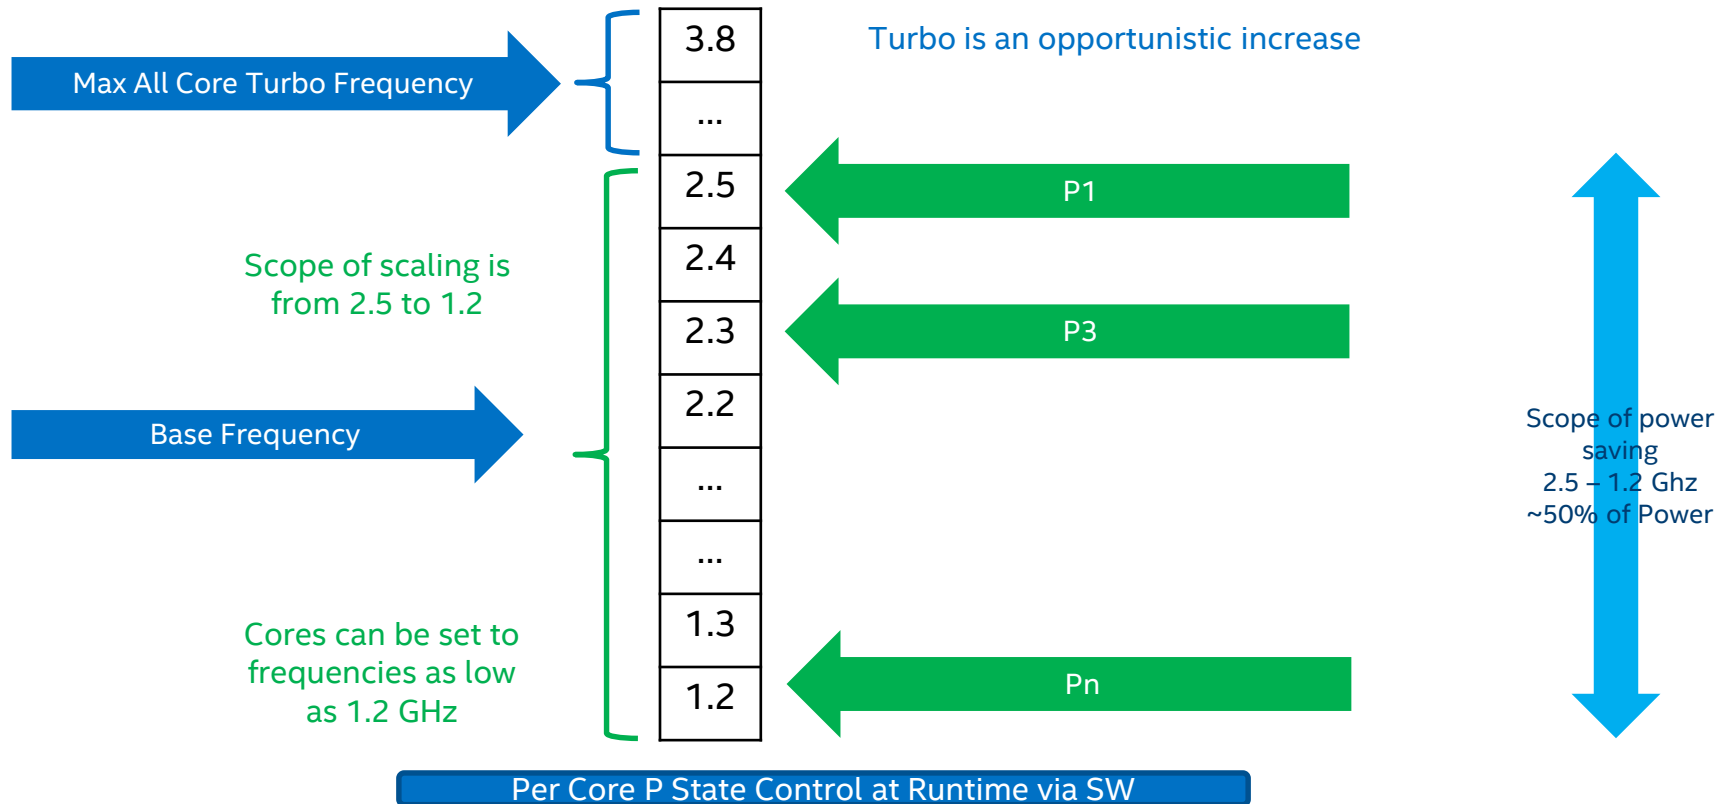 Turbo is an opportunistic increase
Max All Core Turbo Frequency
3.8
...
2.5
2.4
2.3
2.2
...
...
1.3
1.2
P1
P3
Pn
Scope of scaling is
from 2.5 to 1.2
Base Frequency
Cores can be set to
frequencies as low
as 1.2 GHz
Scope of power
saving
2.5 – 1.2 Ghz
~50% of Power
Per Core P State Control at Runtime via SW